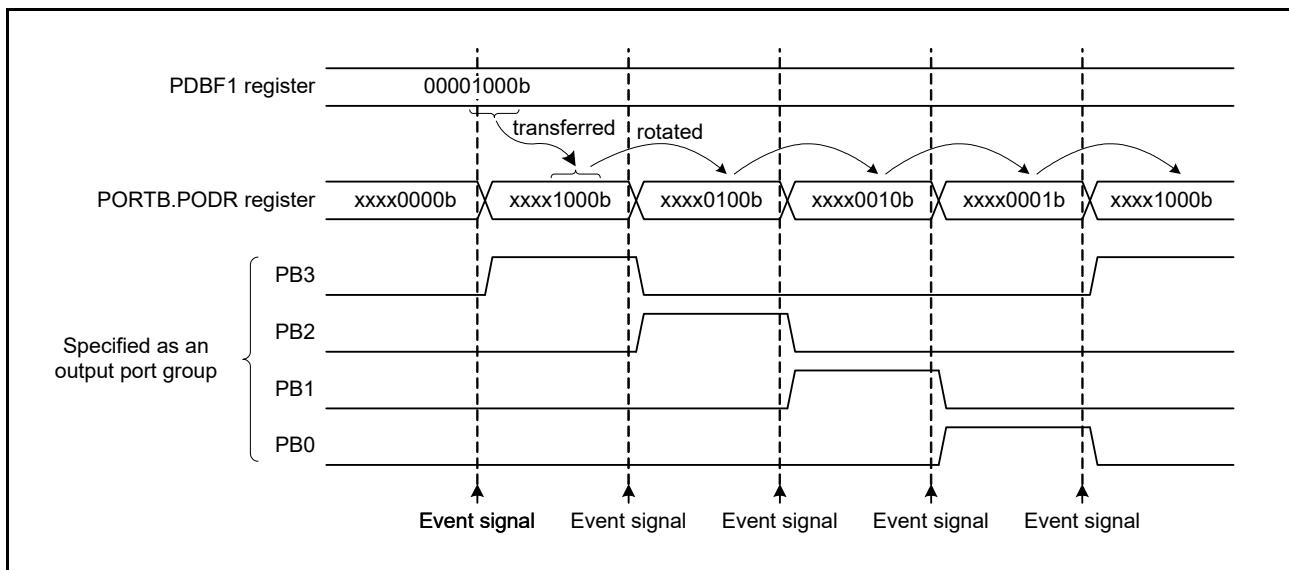 PDBF1 register
00001000b
transferred
rotated
PORTB.PODR register
xxxx0000b
xxxx1000b
xxxx0100b
xxxx0010b
xxxx0001b
xxxx1000b
PB3
PB2
Specified as an
output port group
PB1
PB0
Event signal
Event signal
Event signal
Event signal
Event signal